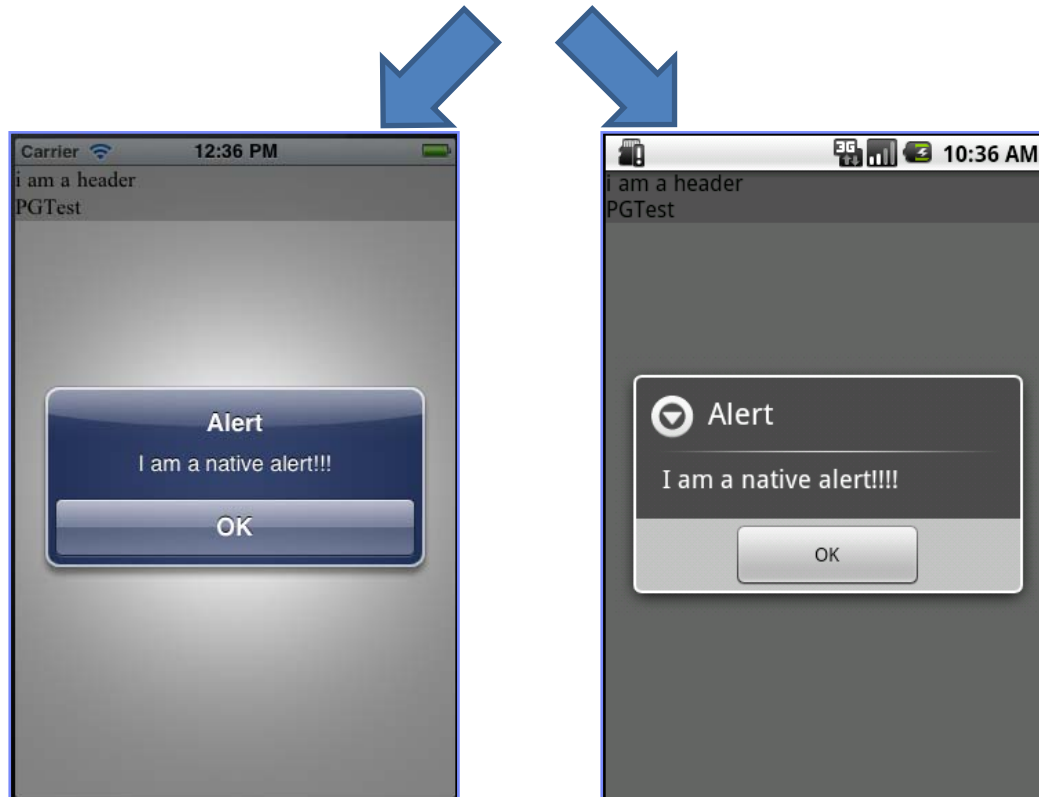 Carrier 12:36 PM
i am a header
PGTest
Alert
I am a native alert!!!
OK
3G 10:36 AM
i am a header
PGTest
Alert
I am a native alert!!!!
OK